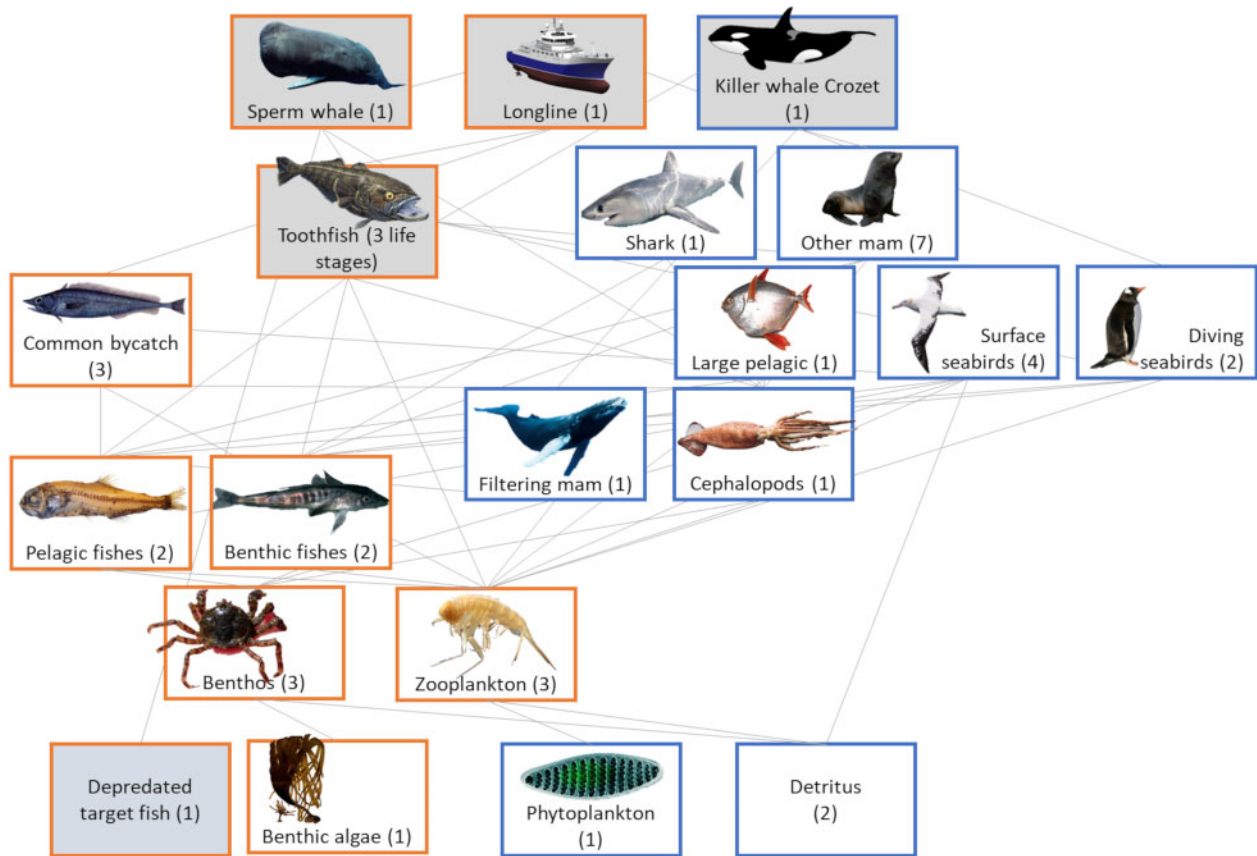 Sperm whale (1)
Longline (1)
Killer whale Crozet
(1)
Toothfish (3 life
stages)
Shark (1)
Other mam (7)
Common bycatch
(3)
Large pelagic (1)
Surface
seabirds (4)
Diving
seabirds (2)
Pelagic fishes (2)
Benthic fishes (2)
Filtering mam (1)
Cephalopods (1)
Benthos (3)
Zooplankton (3)
Depredated
target fish (1)
Benthic algae (1)
Phytoplankton
(1)
Detritus
(2)